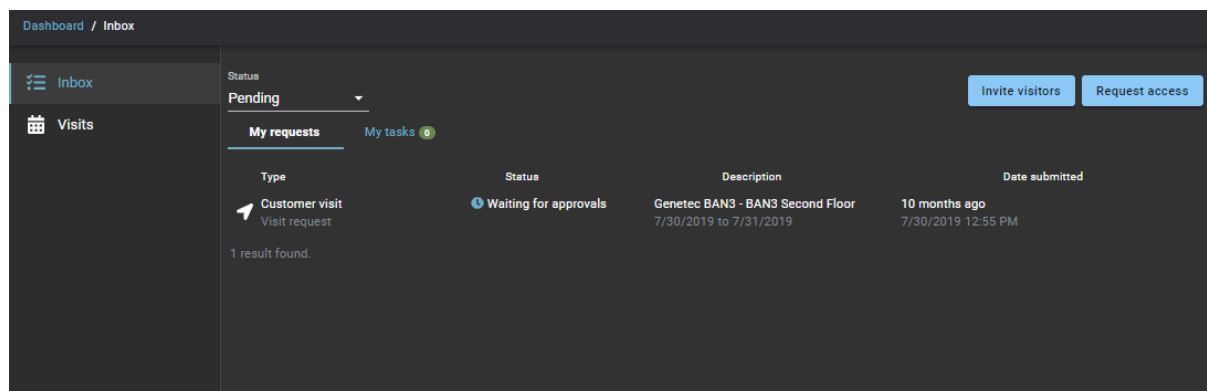 Dashboard / Inbox
Inbox
Visits
Status
Pending
Invite visitors
Request access
My requests
My tasks 0
Type Status Description Date submitted
Customer visit Waiting for approvals Genetec BAN3 - BAN3 Second Floor 10 months ago
Visit request 7/30/2019 to 7/31/2019 7/30/2019 12:55 PM
1 result found.